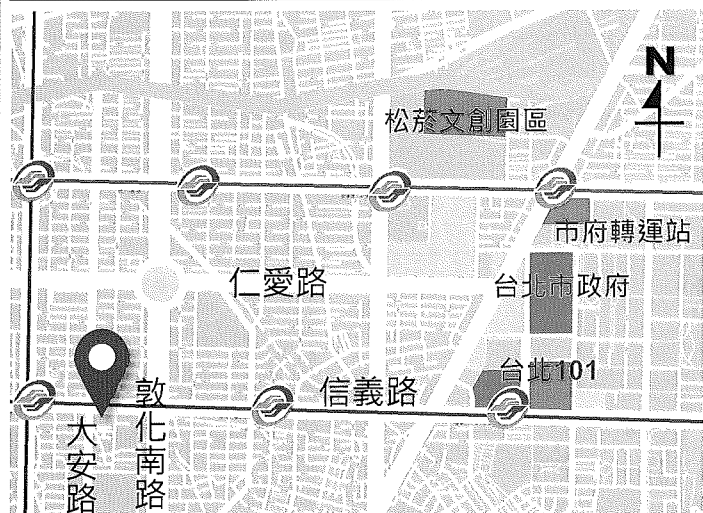 N
松菸文創園區
市府轉運站
仁愛路
台北市政府
台北101
信義路
敦化南路
大安路